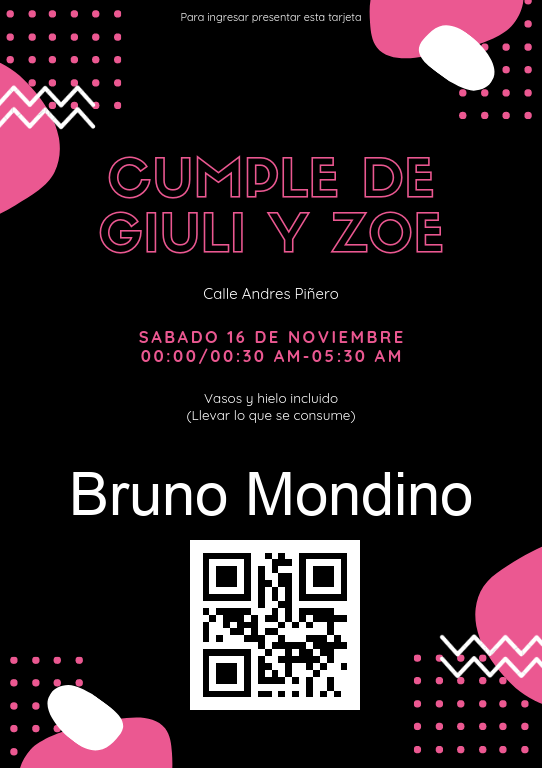 Para ingresar presentar esta tarjeta
CUMPLE DE
GIULI Y ZOE
Calle Andres Piñero
SABADO 16 DE NOVIEMBRE
00:00/00:30 AM-05:30 AM
Vasos y hielo incluido
(Llevar lo que se consume)
Bruno Mondino